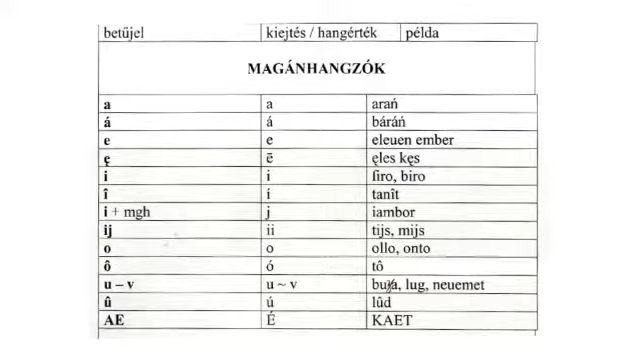 betűjel kiejtés / hangérték példa
MAGÁNHANGZÓK
a a arań
á á báráń
e e eleuen ember
ę ē ęles kęs
i i ſiro, biro
î í tanît
i + mgh j iambor
ij ii tijs, mijs
o o ollo, onto
ô ó tô
u – v u ~ v lug, neuemet
û ú lûd
AE É KAET